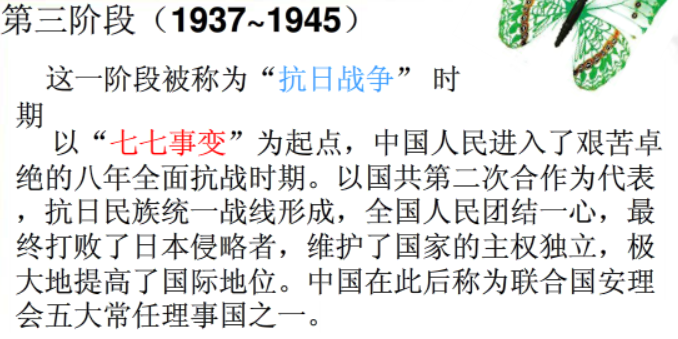 第三阶段（1937~1945）
这一阶段被称为“抗日战争” 时
期
以“七七事变”为起点，中国人民进入了艰苦卓
绝的八年全面抗战时期。以国共第二次合作为代表
，抗日民族统一战线形成，全国人民团结一心，最
终打败了日本侵略者，维护了国家的主权独立，极
大地提高了国际地位。中国在此后称为联合国安理
会五大常任理事国之一。